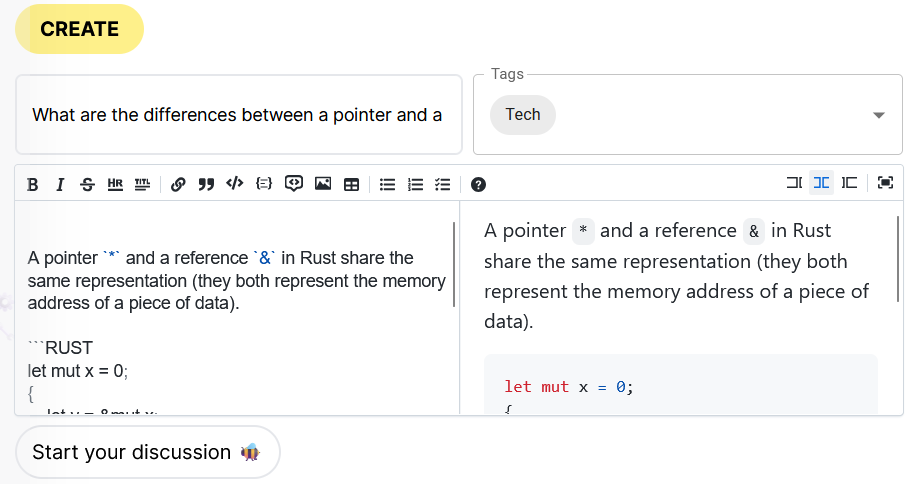 CREATE
What are the differences between a pointer and a
Tags
Tech
B I S HR TITL
A pointer `*` and a reference `&` in Rust share the
same representation (they both represent the memory
address of a piece of data).
```RUST
let mut x = 0;
{
let y = &mut x;
A pointer * and a reference & in Rust
share the same representation (they both
represent the memory address of a piece of
data).
let mut x = 0;
{
Start your discussion